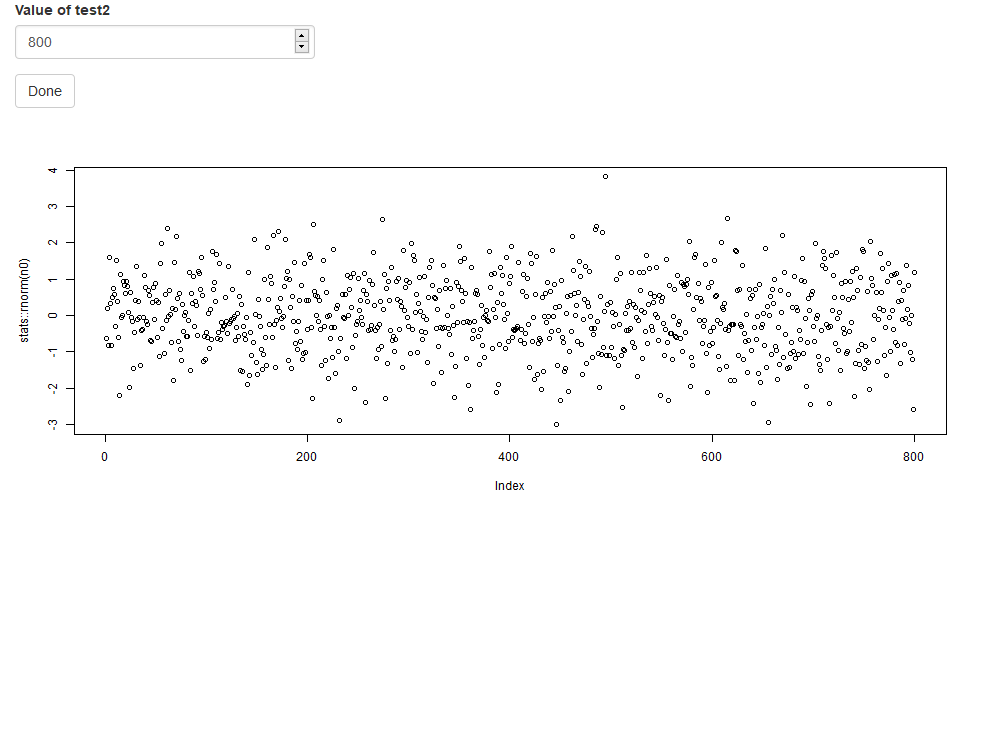 Value of test2
800
Done
4
3
2
1
0
-1
-2
-3
stats::rnorm(n0)
0 200 400 600 800
Index